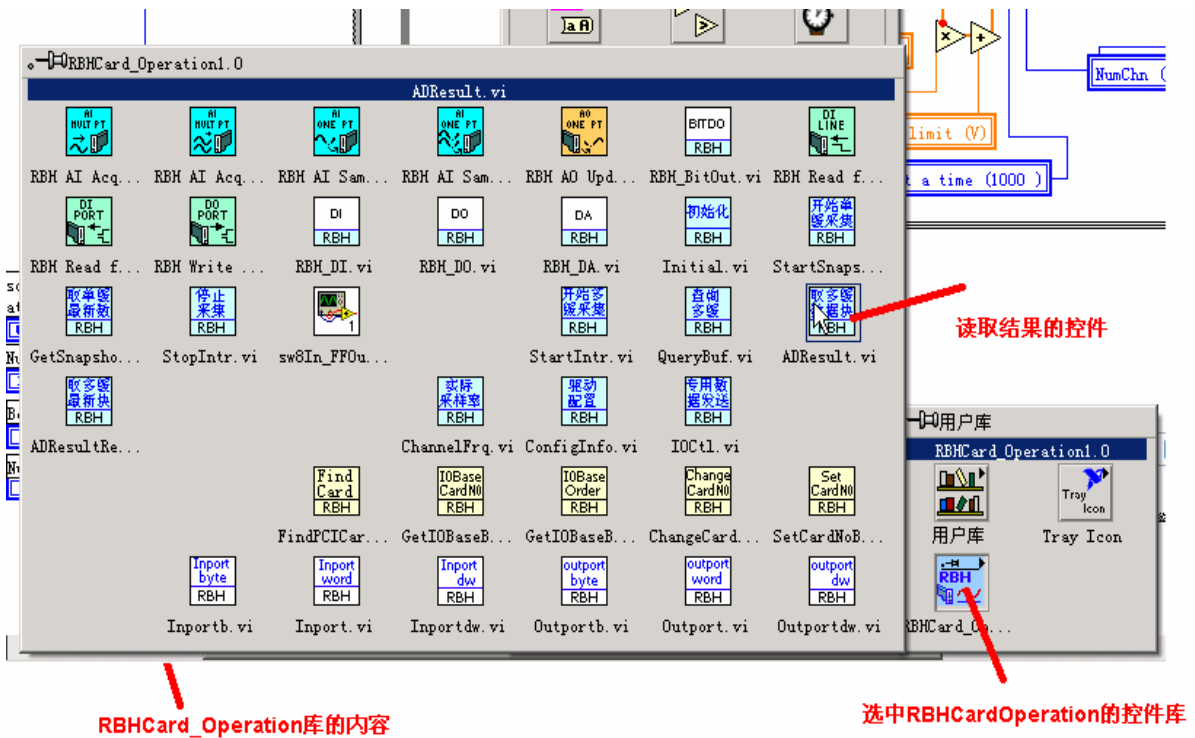 RBHCard_Operation1.0
ADResult.vi
AI MULT PT
AI MULT PT
AI ONE PT
AI ONE PT
AO ONE PT
BITDO RBH
DI LINE
RBH AI Acq... RBH AI Acq... RBH AI Sam... RBH AI Sam... RBH AO Upd... RBH_BitOut.vi RBH Read f...
DI PORT
DO PORT
DI RBH
DO RBH
DA RBH
初始化 RBH
开始单缓采集 RBH
RBH Read f... RBH Write ... RBH_DI.vi RBH_DO.vi RBH_DA.vi Initial.vi StartSnaps...
取单缓最新数 RBH
停止采集 RBH
1
开始多缓采集 RBH
查询多缓 RBH
取多缓数据块 RBH
GetSnapsho... StopIntr.vi sw8In_FFOu... StartIntr.vi QueryBuf.vi ADResult.vi
取多缓最新块 RBH
实际采样率 RBH
驱动配置 RBH
专用数据发送 RBH
ADResultRe... ChannelFrq.vi ConfigInfo.vi IOCtl.vi
Find Card RBH
IOBase CardNO RBH
IOBase Order RBH
Change CardNO RBH
Set CardNO RBH
FindPCICar... GetIOBaseB... GetIOBaseB... ChangeCard... SetCardNoB...
Inport byte RBH
Inport word RBH
Inport dw RBH
outport byte RBH
outport word RBH
outport dw RBH
Inportb.vi Inport.vi Inportdw.vi Outportb.vi Outport.vi Outportdw.vi
NumChn (
limit (V)
t a time (1000 )
读取结果的控件
用户库
RBHCard_Operation1.0
Tray Icon
用户库 Tray Icon
RBH
RBHCard_Op...
RBHCard_Operation库的内容
选中RBHCardOperation的控件库